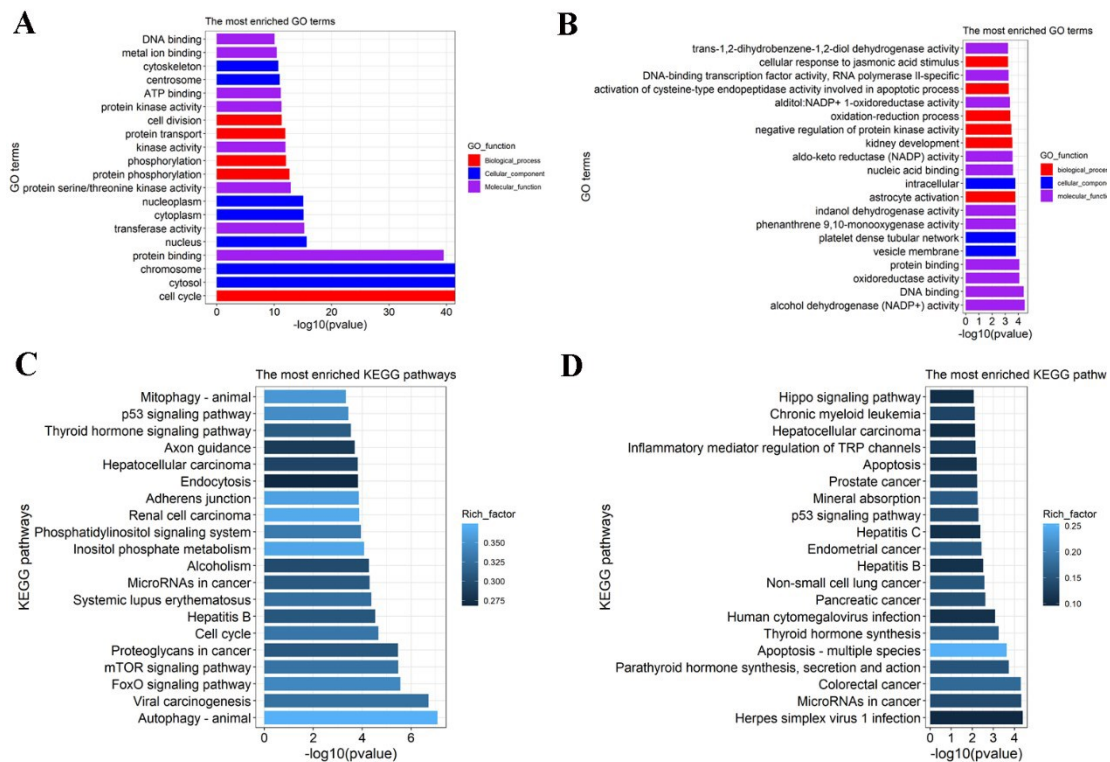 A
The most enriched GO terms
GO terms
DNA binding
metal ion binding
cytoskeleton
centrosome
ATP binding
protein kinase activity
cell division
protein transport
kinase activity
phosphorylation
protein phosphorylation
protein serine/threonine kinase activity
nucleoplasm
cytoplasm
transferase activity
nucleus
protein binding
chromosome
cytosol
cell cycle
0 10 20 30 40
-log10(pvalue)
GO_function
Biological_process
Cellular_component
Molecular_function
B
The most enriched GO terms
GO terms
trans-1,2-dihydrobenzene-1,2-diol dehydrogenase activity
cellular response to jasmonic acid stimulus
DNA-binding transcription factor activity, RNA polymerase II-specific
activation of cysteine-type endopeptidase activity involved in apoptotic process
alditol:NADP+ 1-oxidoreductase activity
oxidation-reduction process
negative regulation of protein kinase activity
kidney development
aldo-keto reductase (NADP) activity
nucleic acid binding
intracellular
astrocyte activation
indanol dehydrogenase activity
phenanthrene 9,10-monooxygenase activity
platelet dense tubular network
vesicle membrane
protein binding
oxidoreductase activity
DNA binding
alcohol dehydrogenase (NADP+) activity
0 1 2 3 4
-log10(pvalue)
GO_function
biological_proces
cellular_componen
molecular_function
C
The most enriched KEGG pathways
KEGG pathways
Mitophagy - animal
p53 signaling pathway
Thyroid hormone signaling pathway
Axon guidance
Hepatocellular carcinoma
Endocytosis
Adherens junction
Renal cell carcinoma
Phosphatidylinositol signaling system
Inositol phosphate metabolism
Alcoholism
MicroRNAs in cancer
Systemic lupus erythematosus
Hepatitis B
Cell cycle
Proteoglycans in cancer
mTOR signaling pathway
FoxO signaling pathway
Viral carcinogenesis
Autophagy - animal
0 2 4 6
-log10(pvalue)
Rich_factor
0.350
0.325
0.300
0.275
D
The most enriched KEGG pathw
KEGG pathways
Hippo signaling pathway
Chronic myeloid leukemia
Hepatocellular carcinoma
Inflammatory mediator regulation of TRP channels
Apoptosis
Prostate cancer
Mineral absorption
p53 signaling pathway
Hepatitis C
Endometrial cancer
Hepatitis B
Non-small cell lung cancer
Pancreatic cancer
Human cytomegalovirus infection
Thyroid hormone synthesis
Apoptosis - multiple species
Parathyroid hormone synthesis, secretion and action
Colorectal cancer
MicroRNAs in cancer
Herpes simplex virus 1 infection
0 1 2 3 4
-log10(pvalue)
Rich_factor
0.25
0.20
0.15
0.10